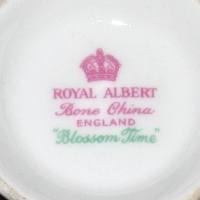 ROYAL ALBERT
Bone China
ENGLAND
"Blossom Time"